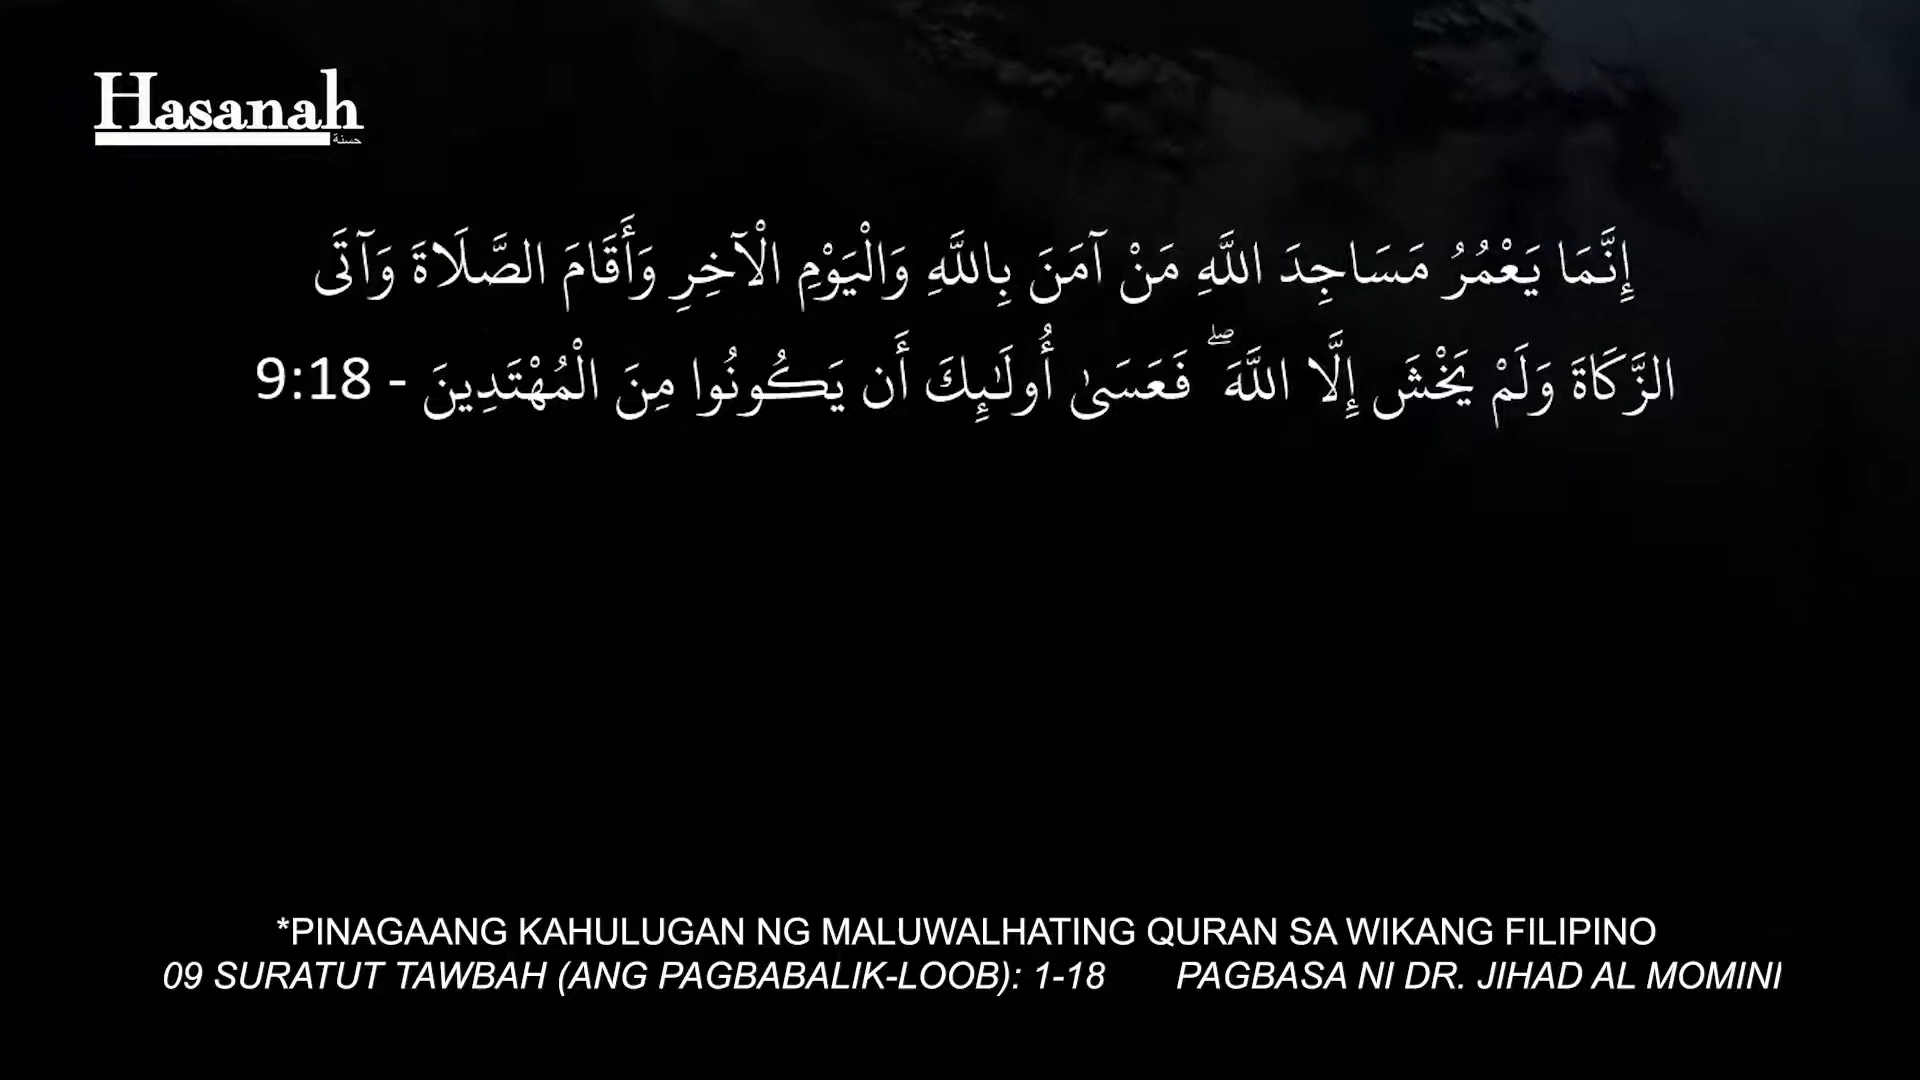 Hasanah
حسنة
إِنَّمَا يَعْمُرُ مَسَاجِدَ اللَّهِ مَنْ آمَنَ بِاللَّهِ وَالْيَوْمِ الْآخِرِ وَأَقَامَ الصَّلَاةَ وَآتَى
الزَّكَاةَ وَلَمْ يَخْشَ إِلَّا اللَّهَ ۖ فَعَسَىٰ أُولَٰئِكَ أَن يَكُونُوا مِنَ الْمُهْتَدِينَ - 9:18
*PINAGAANG KAHULUGAN NG MALUWALHATING QURAN SA WIKANG FILIPINO
09 SURATUT TAWBAH (ANG PAGBABALIK-LOOB): 1-18 PAGBASA NI DR. JIHAD AL MOMINI